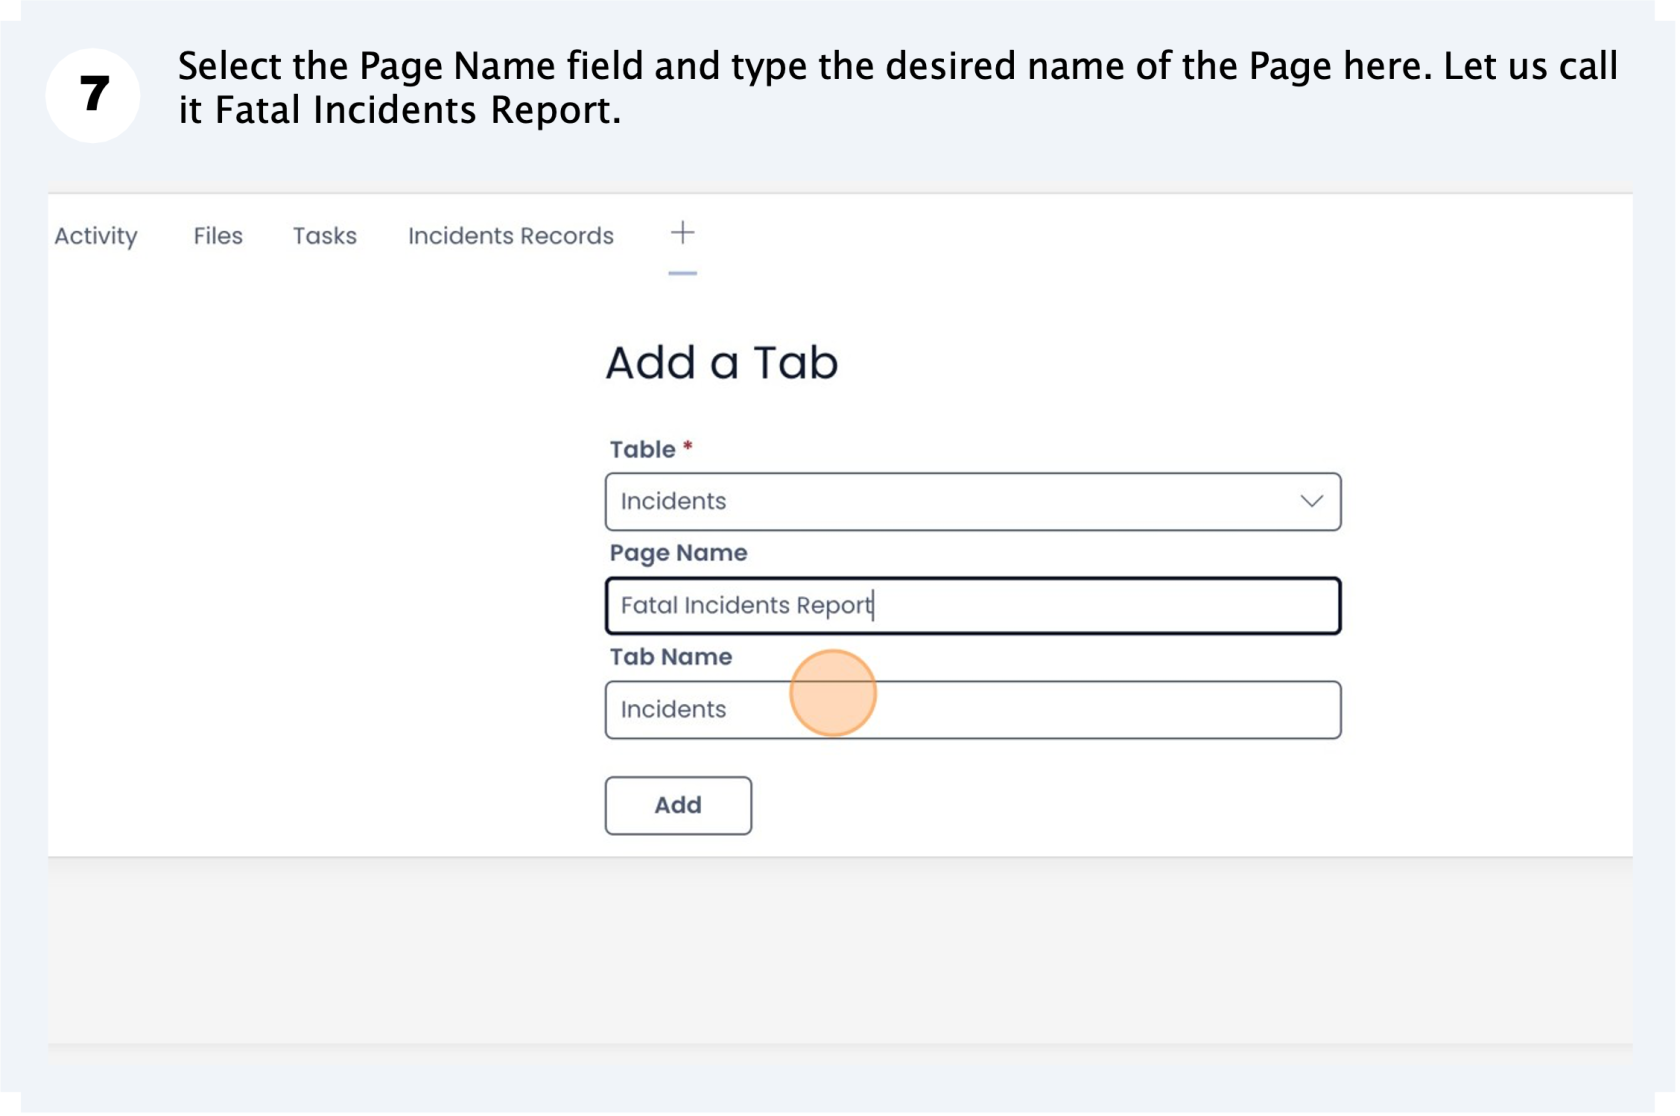 7
Select the Page Name field and type the desired name of the Page here. Let us call
it Fatal Incidents Report.
Activity Files Tasks Incidents Records +
Add a Tab
Table *
Incidents
Page Name
Fatal Incidents Report
Tab Name
Incidents
Add